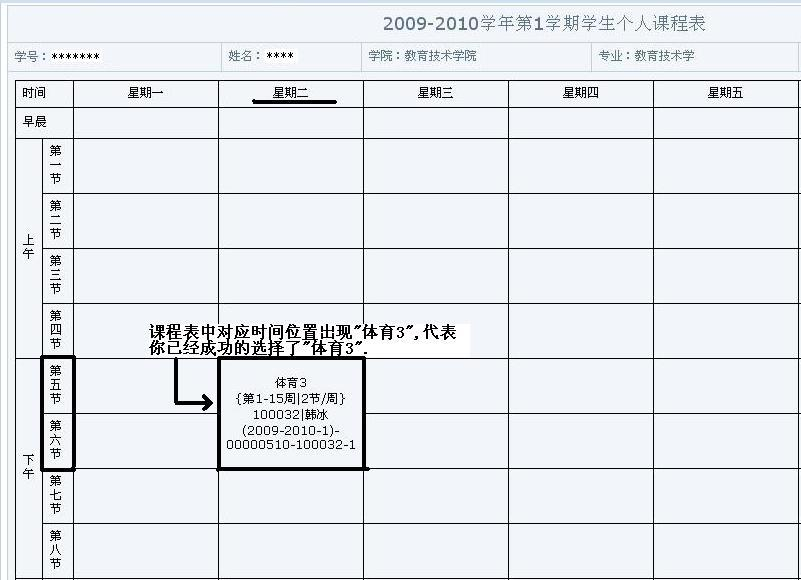 2009-2010学年第1学期学生个人课程表
学号：******* 姓名：**** 学院：教育技术学院 专业：教育技术学
时间 星期一 星期二 星期三 星期四 星期五
早晨
上午
第一节
第二节
第三节
第四节
课程表中对应时间位置出现"体育3",代表
你已经成功的选择了"体育3".
下午
第五节
第六节
体育3
{第1-15周|2节/周}
100032|韩冰
(2009-2010-1)-
00000510-100032-1
第七节
第八节